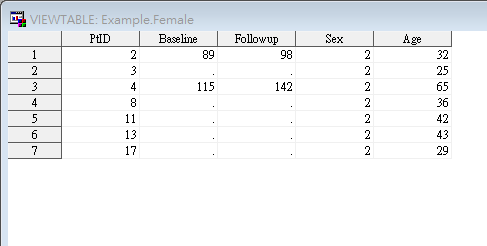 VIEWTABLE: Example.Female
PtID Baseline Followup Sex Age
1 2 89 98 2 32
2 3 . . 2 25
3 4 115 142 2 65
4 8 . . 2 36
5 11 . . 2 42
6 13 . . 2 43
7 17 . . 2 29